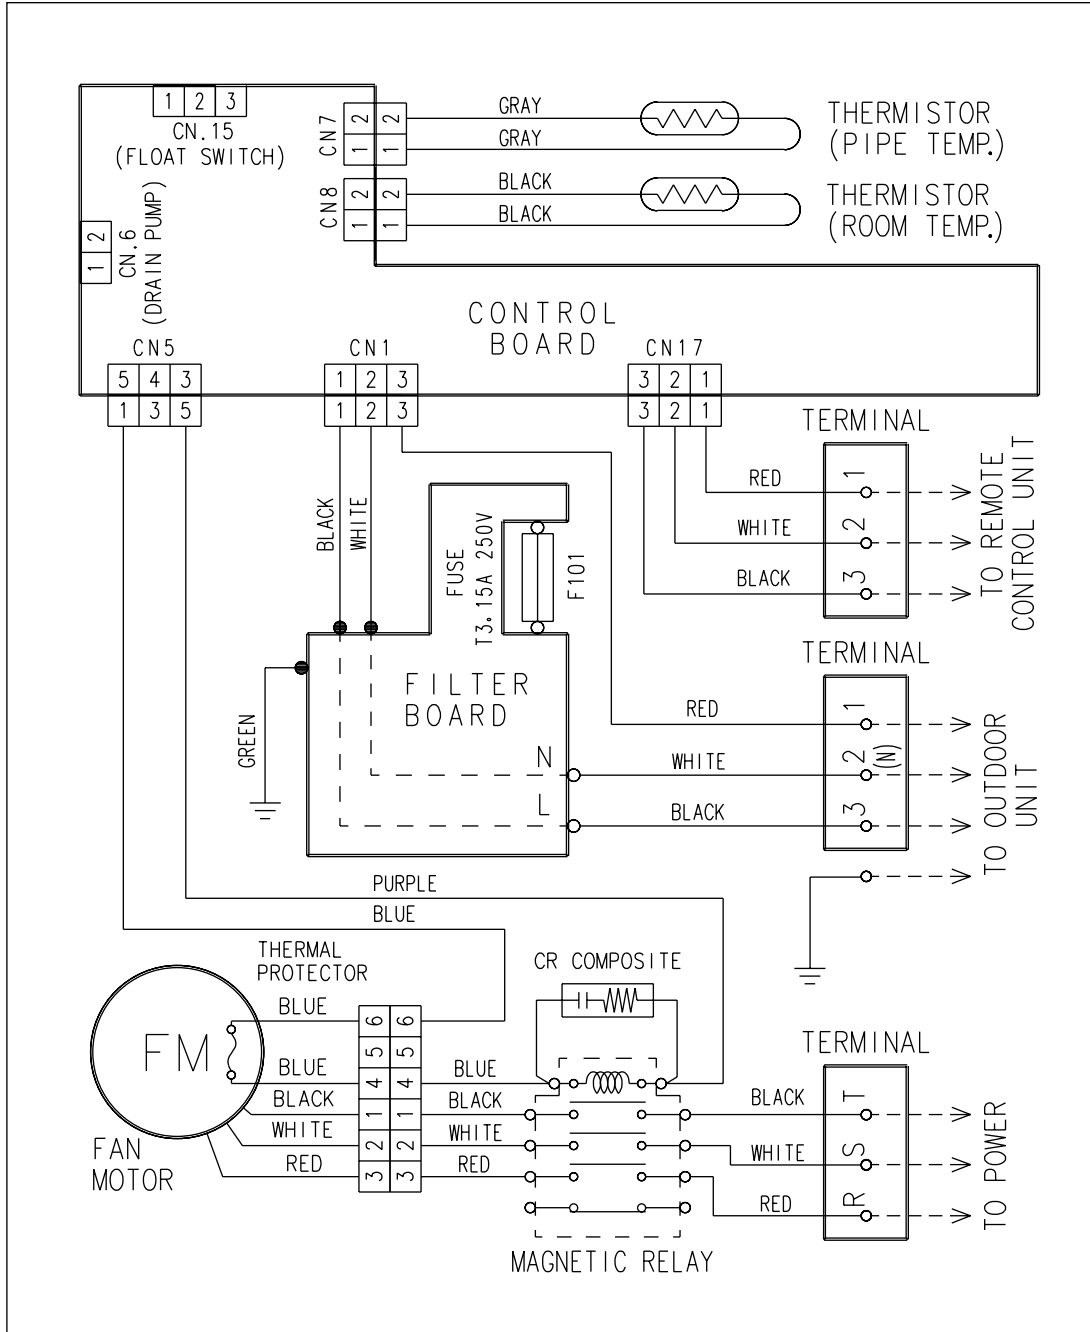 1 2 3
CN.15
(FLOAT SWITCH)
CN7
2 2
1 1
GRAY
GRAY
THERMISTOR
(PIPE TEMP.)
CN8
2 2
1 1
BLACK
BLACK
THERMISTOR
(ROOM TEMP.)
1 2
CN.6
(DRAIN PUMP)
CONTROL
BOARD
CN5
5 4 3
1 3 5
CN1
1 2 3
1 2 3
CN17
3 2 1
3 2 1
TERMINAL
RED
1
WHITE
2
BLACK
3
TO REMOTE
CONTROL UNIT
BLACK
WHITE
FUSE
T3.15A 250V
F101
FILTER
BOARD
GREEN
N
L
TERMINAL
RED
1
WHITE
2
(N)
BLACK
3
TO OUTDOOR
UNIT
PURPLE
BLUE
THERMAL
PROTECTOR
CR COMPOSITE
FM
FAN
MOTOR
BLUE
6 6
5 5
BLUE
4 4
BLUE
BLACK
1 1
BLACK
WHITE
2 2
WHITE
RED
3 3
RED
MAGNETIC RELAY
TERMINAL
BLACK
T
WHITE
S
RED
R
TO POWER